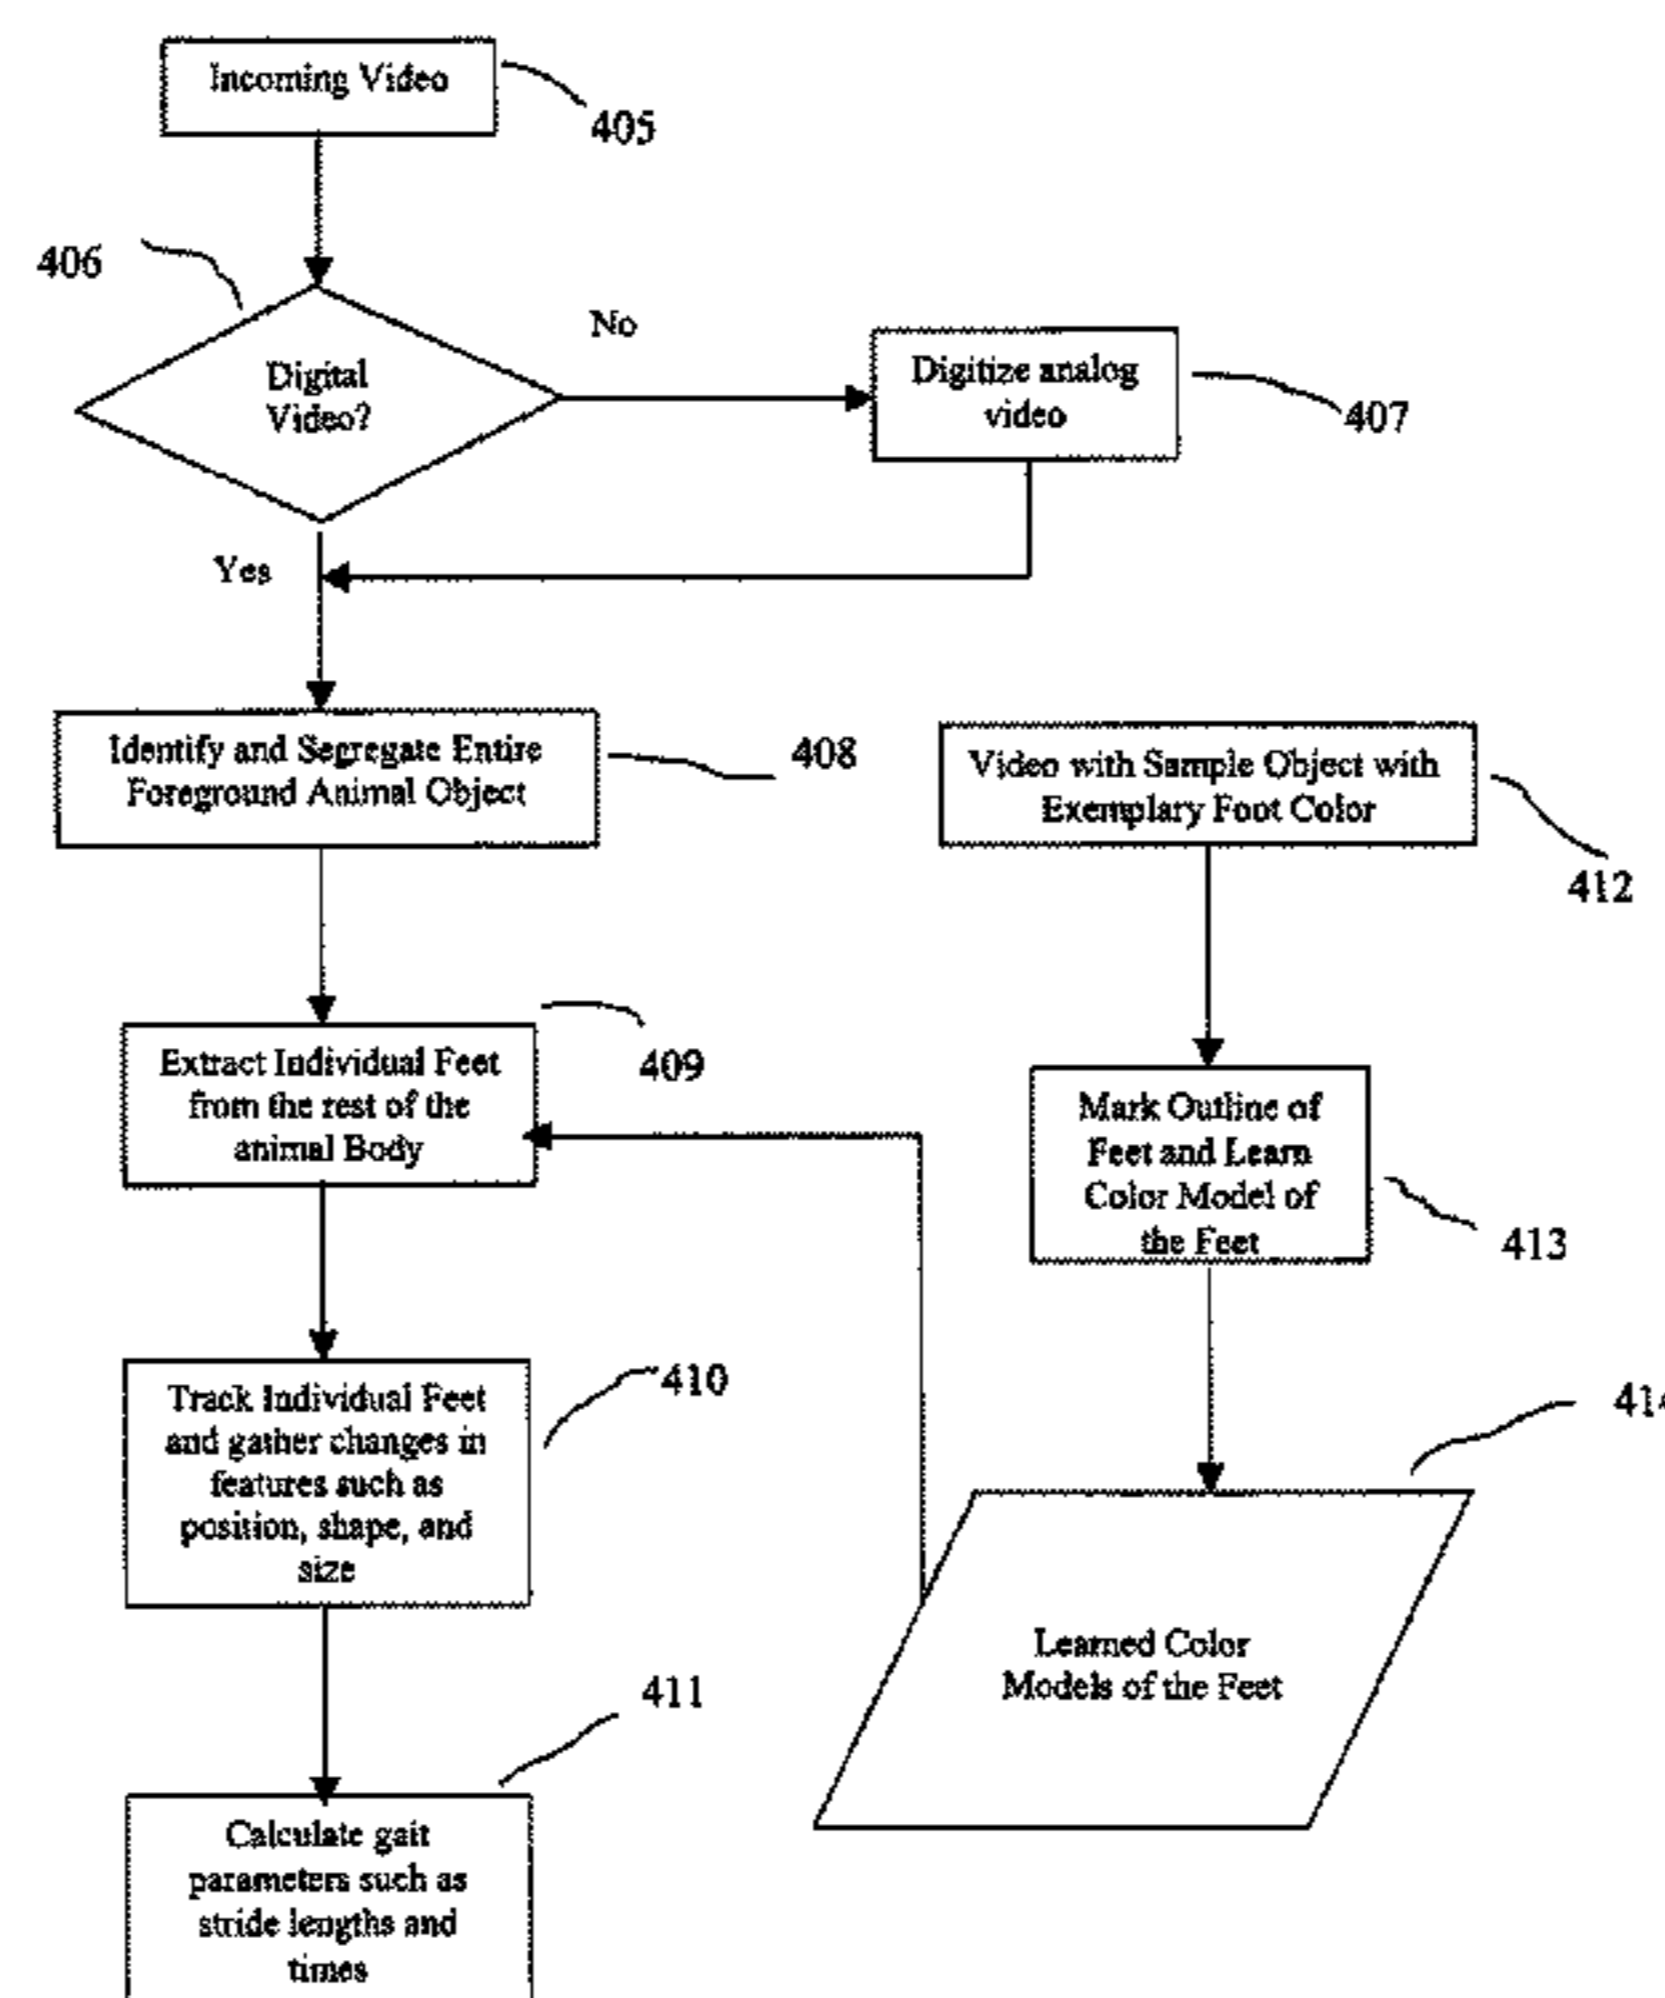 Incoming Video
405
406
Digital
Video?
No
Digitize analog
video
407
Yes
Identify and Segregate Entire
Foreground Animal Object
408
Video with Sample Object with
Exemplary Foot Color
412
Extract Individual Feet
from the rest of the
animal Body
409
Mark Outline of
Feet and Learn
Color Model of
the Feet
413
Track Individual Feet
and gather changes in
features such as
position, shape, and
size
410
Learned Color
Models of the Feet
411
Calculate gait
parameters such as
stride lengths and
times